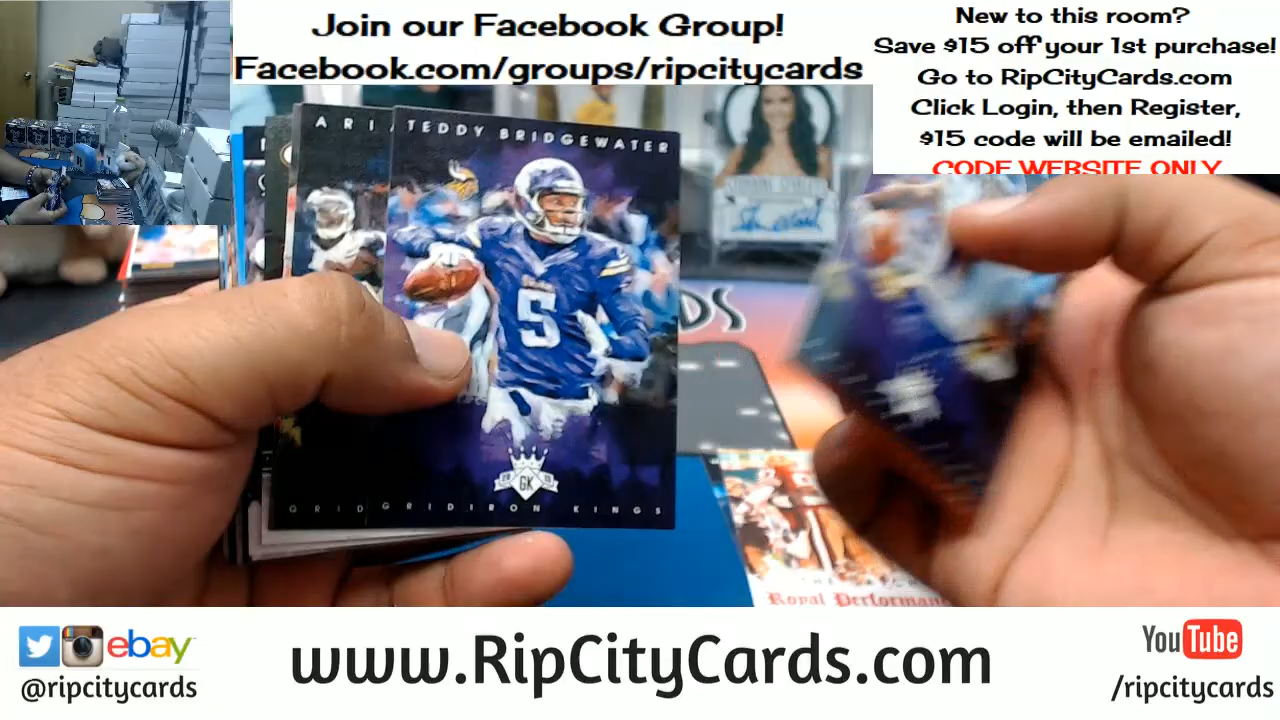 Join our Facebook Group!
Facebook.com/groups/ripcitycards
New to this room?
Save $15 off your 1st purchase!
Go to RipCityCards.com
Click Login, then Register,
$15 code will be emailed!
CODE WEBSITE ONLY
ARI
TEDDY BRIDGEWATER
5
DS
GK
GRID
GRIDIRON KINGS
Royal Performan
ebay
@ripcitycards
www.RipCityCards.com
YouTube
/ripcitycards